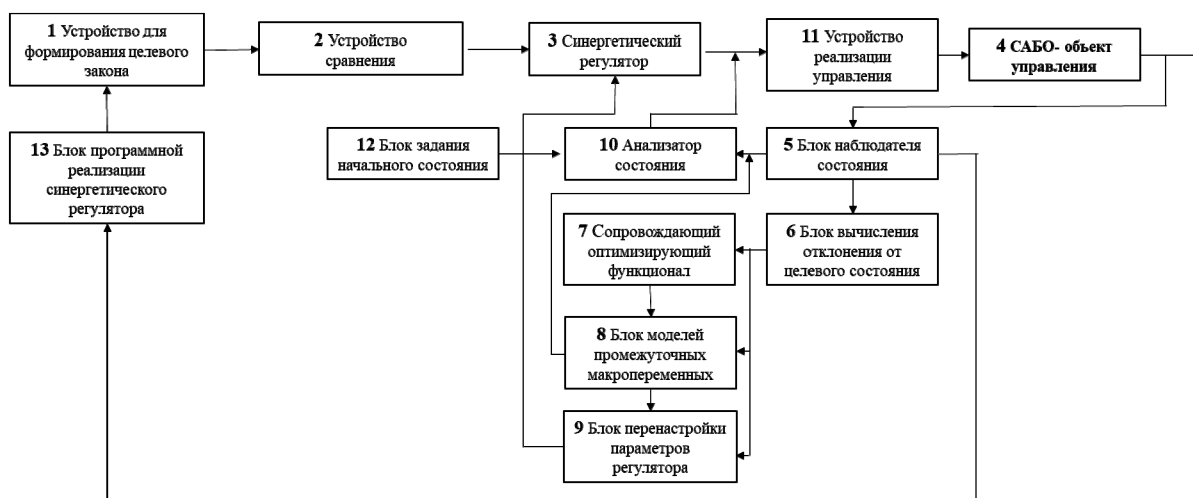 1 Устройство для
формирования целевого
закона
2 Устройство
сравнения
3 Синергетический
регулятор
11 Устройство
реализации
управления
4 САБО- объект
управления
13 Блок программной
реализации
синергетического
регулятора
12 Блок задания
начального состояния
10 Анализатор
состояния
5 Блок наблюдателя
состояния
7 Сопровождающий
оптимизирующий
функционал
6 Блок вычисления
отклонения от
целевого состояния
8 Блок моделей
промежуточных
макропеременных
9 Блок перенастройки
параметров
регулятора